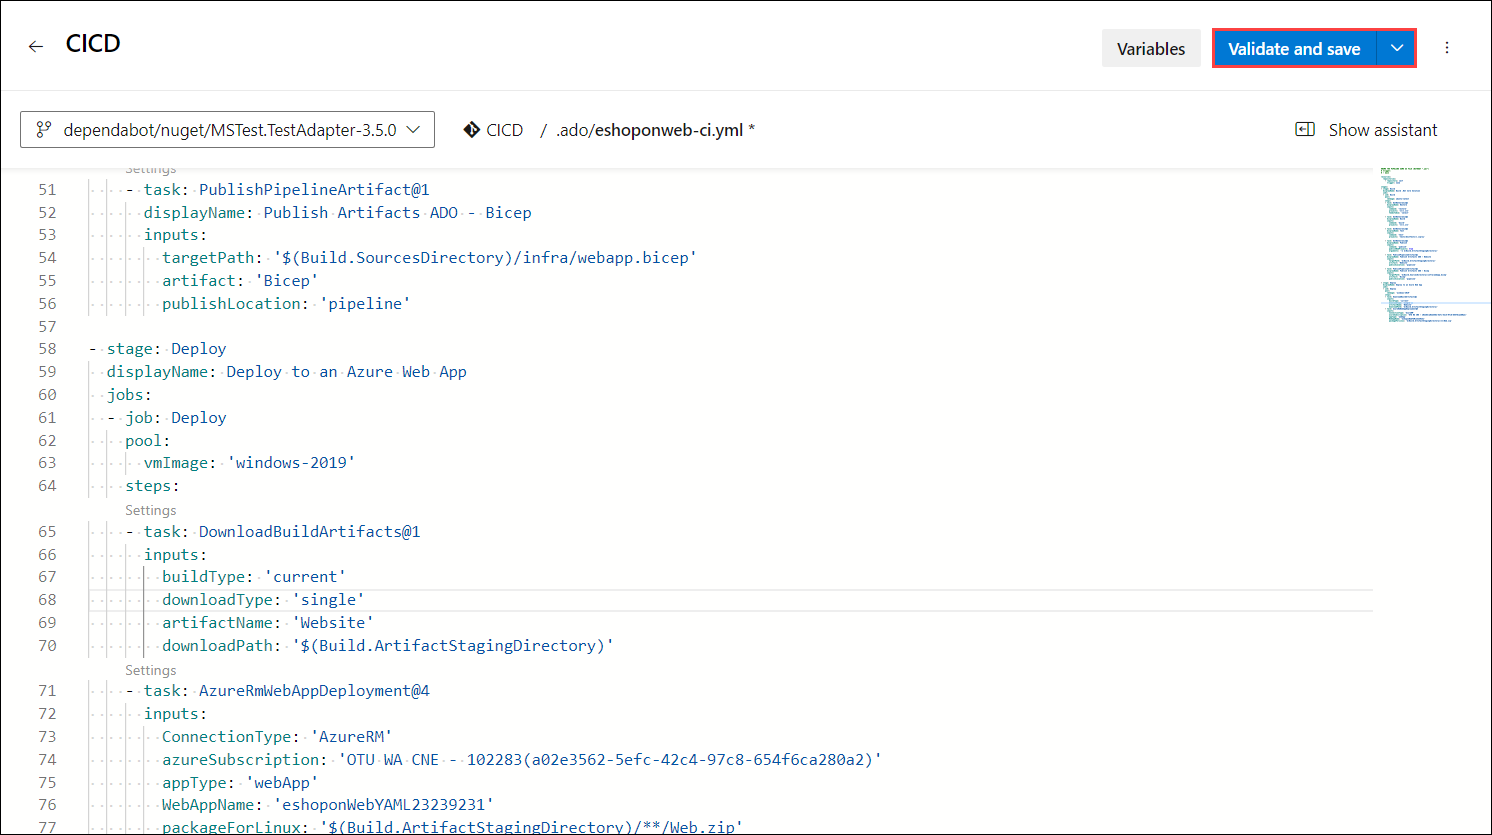 CICD
Variables
Validate and save
dependabot/nuget/MSTest.TestAdapter-3.5.0
CICD / .ado/eshoponweb-ci.yml *
Show assistant
Settings
51 - task: PublishPipelineArtifact@1
52 displayName: Publish Artifacts ADO - Bicep
53 inputs:
54 targetPath: '$(Build.SourcesDirectory)/infra/webapp.bicep'
55 artifact: 'Bicep'
56 publishLocation: 'pipeline'
57
58 - stage: Deploy
59 displayName: Deploy to an Azure Web App
60 jobs:
61 - job: Deploy
62 pool:
63 vmImage: 'windows-2019'
64 steps:
Settings
65 - task: DownloadBuildArtifacts@1
66 inputs:
67 buildType: 'current'
68 downloadType: 'single'
69 artifactName: 'Website'
70 downloadPath: '$(Build.ArtifactStagingDirectory)'
Settings
71 - task: AzureRmWebAppDeployment@4
72 inputs:
73 ConnectionType: 'AzureRM'
74 azureSubscription: 'OTU WA CNE - 102283(a02e3562-5efc-42c4-97c8-654f6ca280a2)'
75 appType: 'webApp'
76 WebAppName: 'eshoponWebYAML23239231'
77 packageForLinux: '$(Build.ArtifactStagingDirectory)/**/Web.zip'